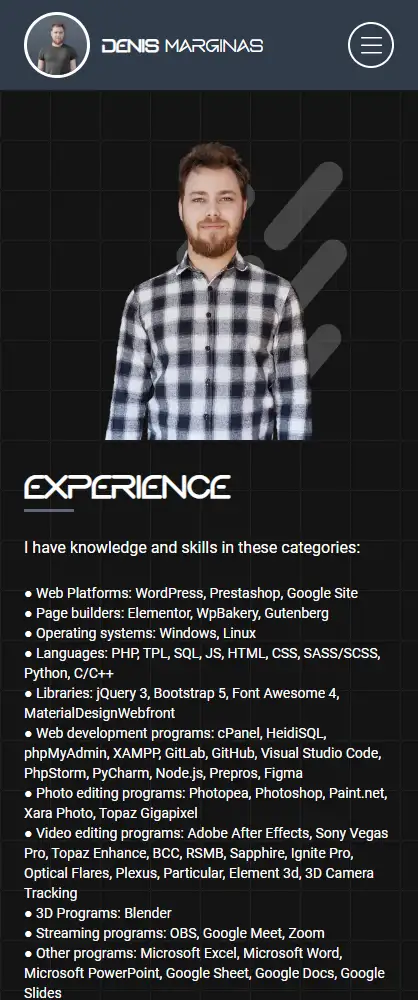 DENIS MARGINAS
EXPERIENCE
I have knowledge and skills in these categories:
● Web Platforms: WordPress, Prestashop, Google Site
● Page builders: Elementor, WpBakery, Gutenberg
● Operating systems: Windows, Linux
● Languages: PHP, TPL, SQL, JS, HTML, CSS, SASS/SCSS,
Python, C/C++
● Libraries: jQuery 3, Bootstrap 5, Font Awesome 4,
MaterialDesignWebfront
● Web development programs: cPanel, HeidiSQL,
phpMyAdmin, XAMPP, GitLab, GitHub, Visual Studio Code,
PhpStorm, PyCharm, Node.js, Prepros, Figma
● Photo editing programs: Photopea, Photoshop, Paint.net,
Xara Photo, Topaz Gigapixel
● Video editing programs: Adobe After Effects, Sony Vegas
Pro, Topaz Enhance, BCC, RSMB, Sapphire, Ignite Pro,
Optical Flares, Plexus, Particular, Element 3d, 3D Camera
Tracking
● 3D Programs: Blender
● Streaming programs: OBS, Google Meet, Zoom
● Other programs: Microsoft Excel, Microsoft Word,
Microsoft PowerPoint, Google Sheet, Google Docs, Google
Slides